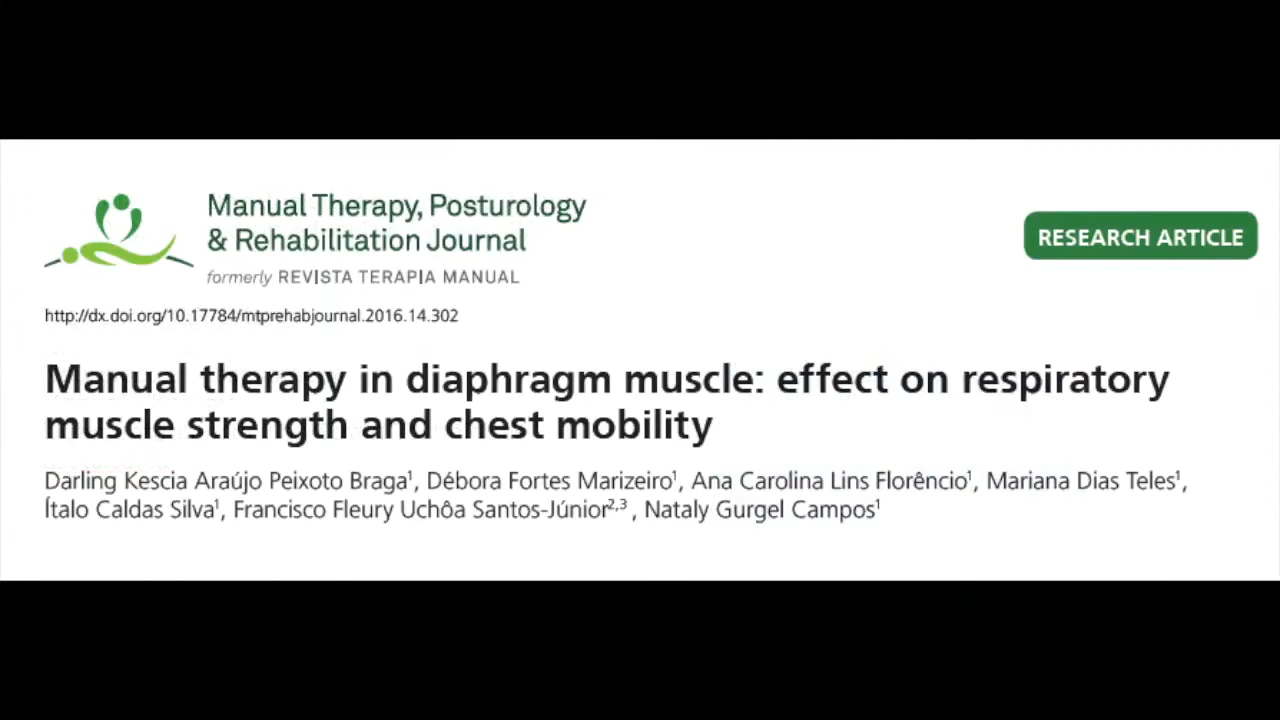 Manual Therapy, Posturology
& Rehabilitation Journal
formerly REVISTA TERAPIA MANUAL
RESEARCH ARTICLE
http://dx.doi.org/10.17784/mtprehabjournal.2016.14.302
Manual therapy in diaphragm muscle: effect on respiratory
muscle strength and chest mobility
Darling Kescia Araújo Peixoto Braga¹, Débora Fortes Marizeiro¹, Ana Carolina Lins Florêncio¹, Mariana Dias Teles¹,
Ítalo Caldas Silva¹, Francisco Fleury Uchôa Santos-Júnior²,³ , Nataly Gurgel Campos¹